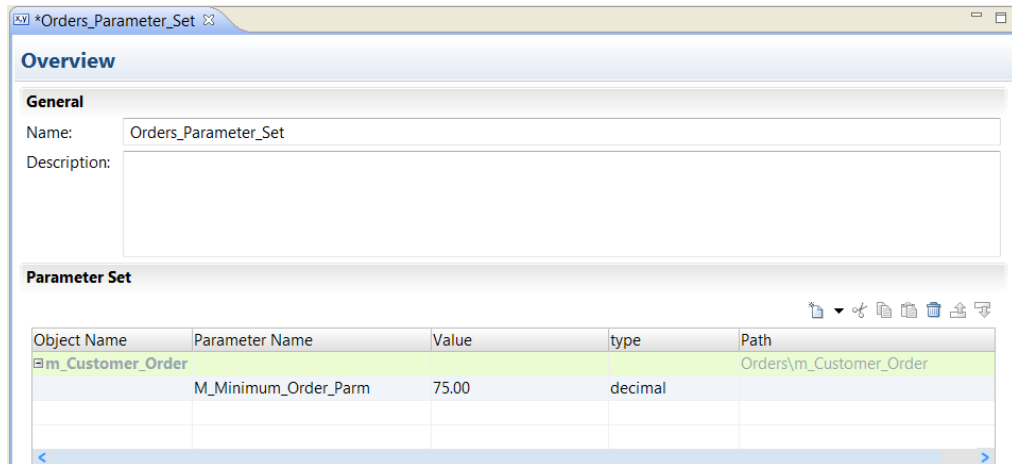 *Orders_Parameter_Set
Overview
General
Name: Orders_Parameter_Set
Description:
Parameter Set
Object Name Parameter Name Value type Path
m_Customer_Order Orders\m_Customer_Order
M_Minimum_Order_Parm 75.00 decimal